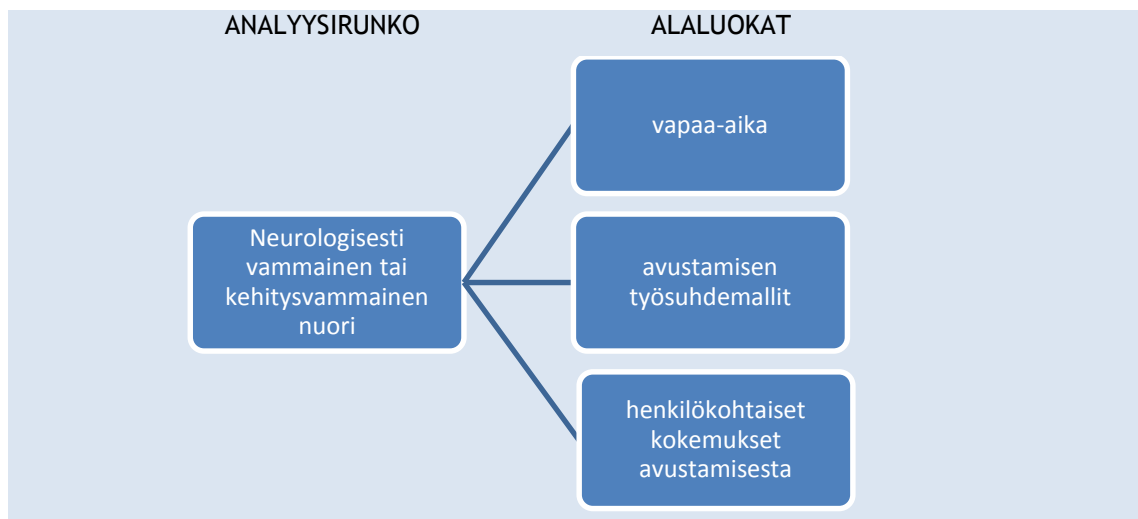 ANALYYSIRUNKO
ALALUOKAT
vapaa-aika
Neurologisesti
vammainen tai
kehitysvammainen
nuori
avustamisen
työsuhdemallit
henkilökohtaiset
kokemukset
avustamisesta